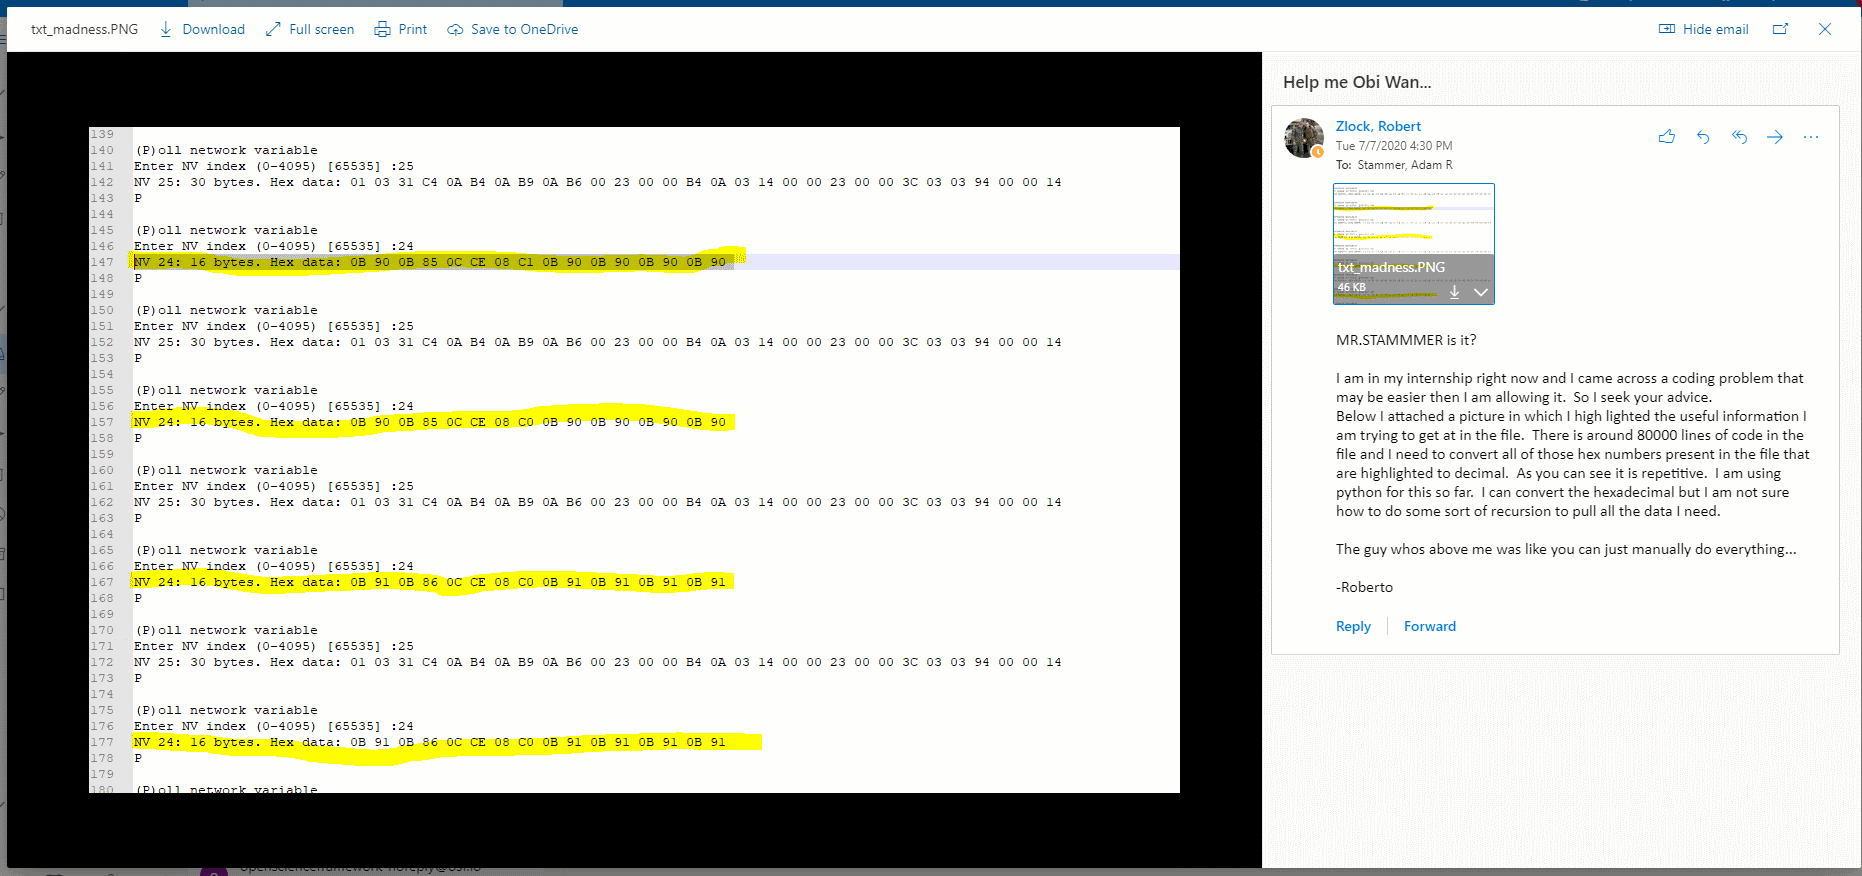 txt_madness.PNG Download Full screen Print Save to OneDrive Hide email
139
140 (P)oll network variable
141 Enter NV index (0-4095) [65535] :25
142 NV 25: 30 bytes. Hex data: 01 03 31 C4 0A B4 0A B9 0A B6 00 23 00 00 B4 0A 03 14 00 00 23 00 00 3C 03 03 94 00 00 14
143 P
144
145 (P)oll network variable
146 Enter NV index (0-4095) [65535] :24
147 NV 24: 16 bytes. Hex data: 0B 90 0B 85 0C CE 08 C1 0B 90 0B 90 0B 90 0B 90
148 P
149
150 (P)oll network variable
151 Enter NV index (0-4095) [65535] :25
152 NV 25: 30 bytes. Hex data: 01 03 31 C4 0A B4 0A B9 0A B6 00 23 00 00 B4 0A 03 14 00 00 23 00 00 3C 03 03 94 00 00 14
153 P
154
155 (P)oll network variable
156 Enter NV index (0-4095) [65535] :24
157 NV 24: 16 bytes. Hex data: 0B 90 0B 85 0C CE 08 C0 0B 90 0B 90 0B 90 0B 90
158 P
159
160 (P)oll network variable
161 Enter NV index (0-4095) [65535] :25
162 NV 25: 30 bytes. Hex data: 01 03 31 C4 0A B4 0A B9 0A B6 00 23 00 00 B4 0A 03 14 00 00 23 00 00 3C 03 03 94 00 00 14
163 P
164
165 (P)oll network variable
166 Enter NV index (0-4095) [65535] :24
167 NV 24: 16 bytes. Hex data: 0B 91 0B 86 0C CE 08 C0 0B 91 0B 91 0B 91 0B 91
168 P
169
170 (P)oll network variable
171 Enter NV index (0-4095) [65535] :25
172 NV 25: 30 bytes. Hex data: 01 03 31 C4 0A B4 0A B9 0A B6 00 23 00 00 B4 0A 03 14 00 00 23 00 00 3C 03 03 94 00 00 14
173 P
174
175 (P)oll network variable
176 Enter NV index (0-4095) [65535] :24
177 NV 24: 16 bytes. Hex data: 0B 91 0B 86 0C CE 08 C0 0B 91 0B 91 0B 91 0B 91
178 P
179
180 (P)oll network variable
Help me Obi Wan...
Zlock, Robert
Tue 7/7/2020 4:30 PM
To: Stammer, Adam R
txt_madness.PNG
46 KB
MR.STAMMMER is it?
I am in my internship right now and I came across a coding problem that
may be easier then I am allowing it. So I seek your advice.
Below I attached a picture in which I high lighted the useful information I
am trying to get at in the file. There is around 80000 lines of code in the
file and I need to convert all of those hex numbers present in the file that
are highlighted to decimal. As you can see it is repetitive. I am using
python for this so far. I can convert the hexadecimal but I am not sure
how to do some sort of recursion to pull all the data I need.
The guy whos above me was like you can just manually do everything...
-Roberto
Reply Forward